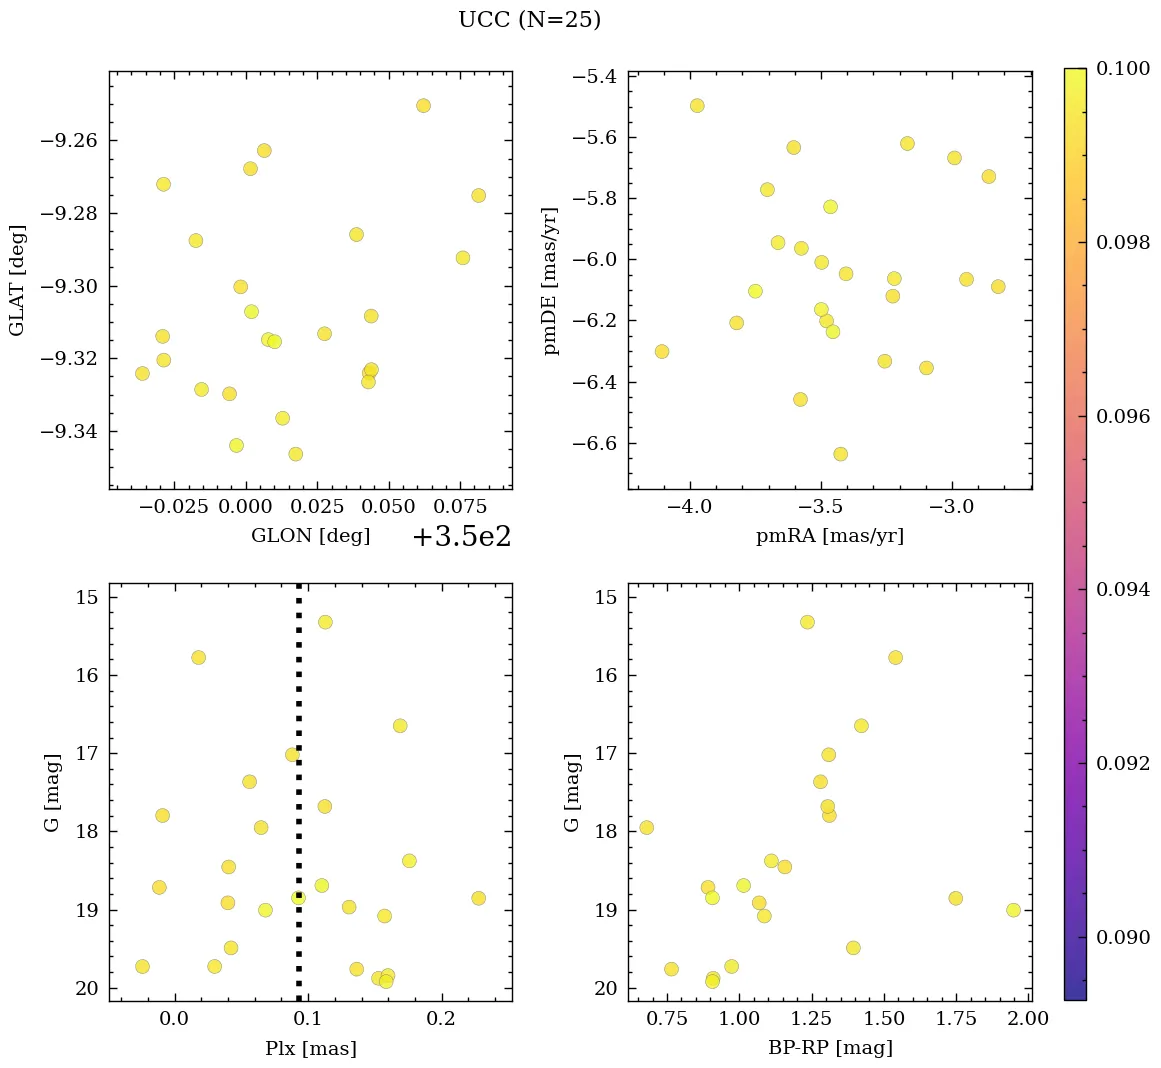 UCC (N=25)
−9.26
−9.28
−9.30
−9.32
−9.34
GLAT [deg]
−0.025 0.000 0.025 0.050 0.075
GLON [deg]
+3.5e2
−5.4
−5.6
−5.8
−6.0
−6.2
−6.4
−6.6
pmDE [mas/yr]
−4.0 −3.5 −3.0
pmRA [mas/yr]
15
16
17
18
19
20
G [mag]
0.0 0.1 0.2
Plx [mas]
15
16
17
18
19
20
G [mag]
0.75 1.00 1.25 1.50 1.75 2.00
BP-RP [mag]
0.100
0.098
0.096
0.094
0.092
0.090